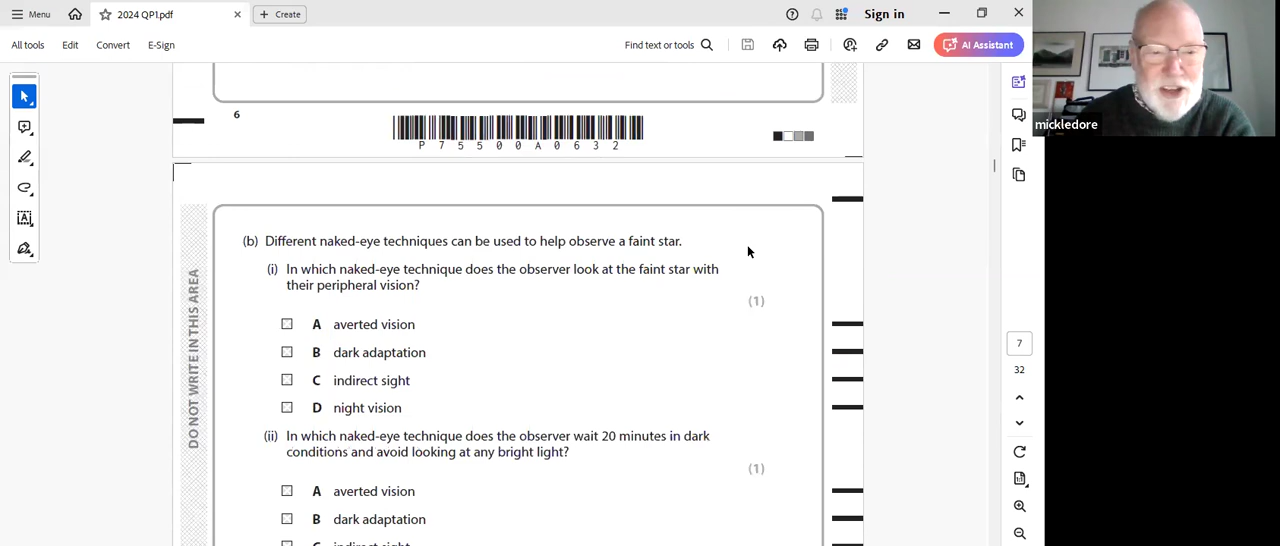 Menu
2024 QP1.pdf
Create
Sign in
All tools
Edit
Convert
E-Sign
Find text or tools
AI Assistant
mickledore
6
P 7 5 5 0 0 A 0 6 3 2
DO NOT WRITE IN THIS AREA
(b) Different naked-eye techniques can be used to help observe a faint star.
(i) In which naked-eye technique does the observer look at the faint star with
their peripheral vision?
(1)
A averted vision
B dark adaptation
C indirect sight
D night vision
(ii) In which naked-eye technique does the observer wait 20 minutes in dark
conditions and avoid looking at any bright light?
(1)
A averted vision
B dark adaptation
C indirect sight
7
32